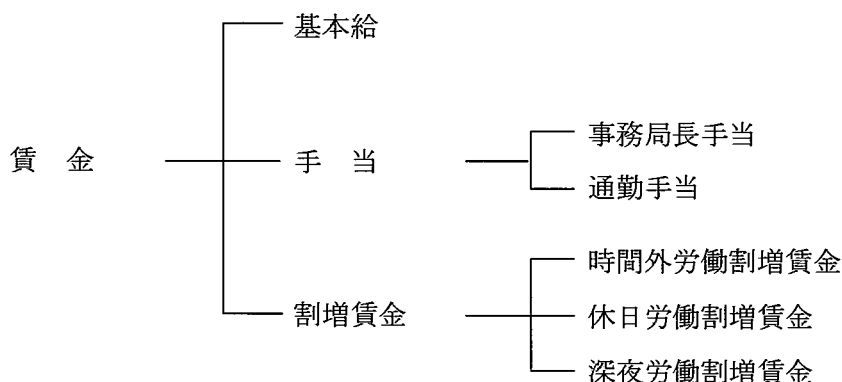 基本給
事務局長手当
賃　金
手　当
通勤手当
時間外労働割増賃金
割増賃金
休日労働割増賃金
深夜労働割増賃金